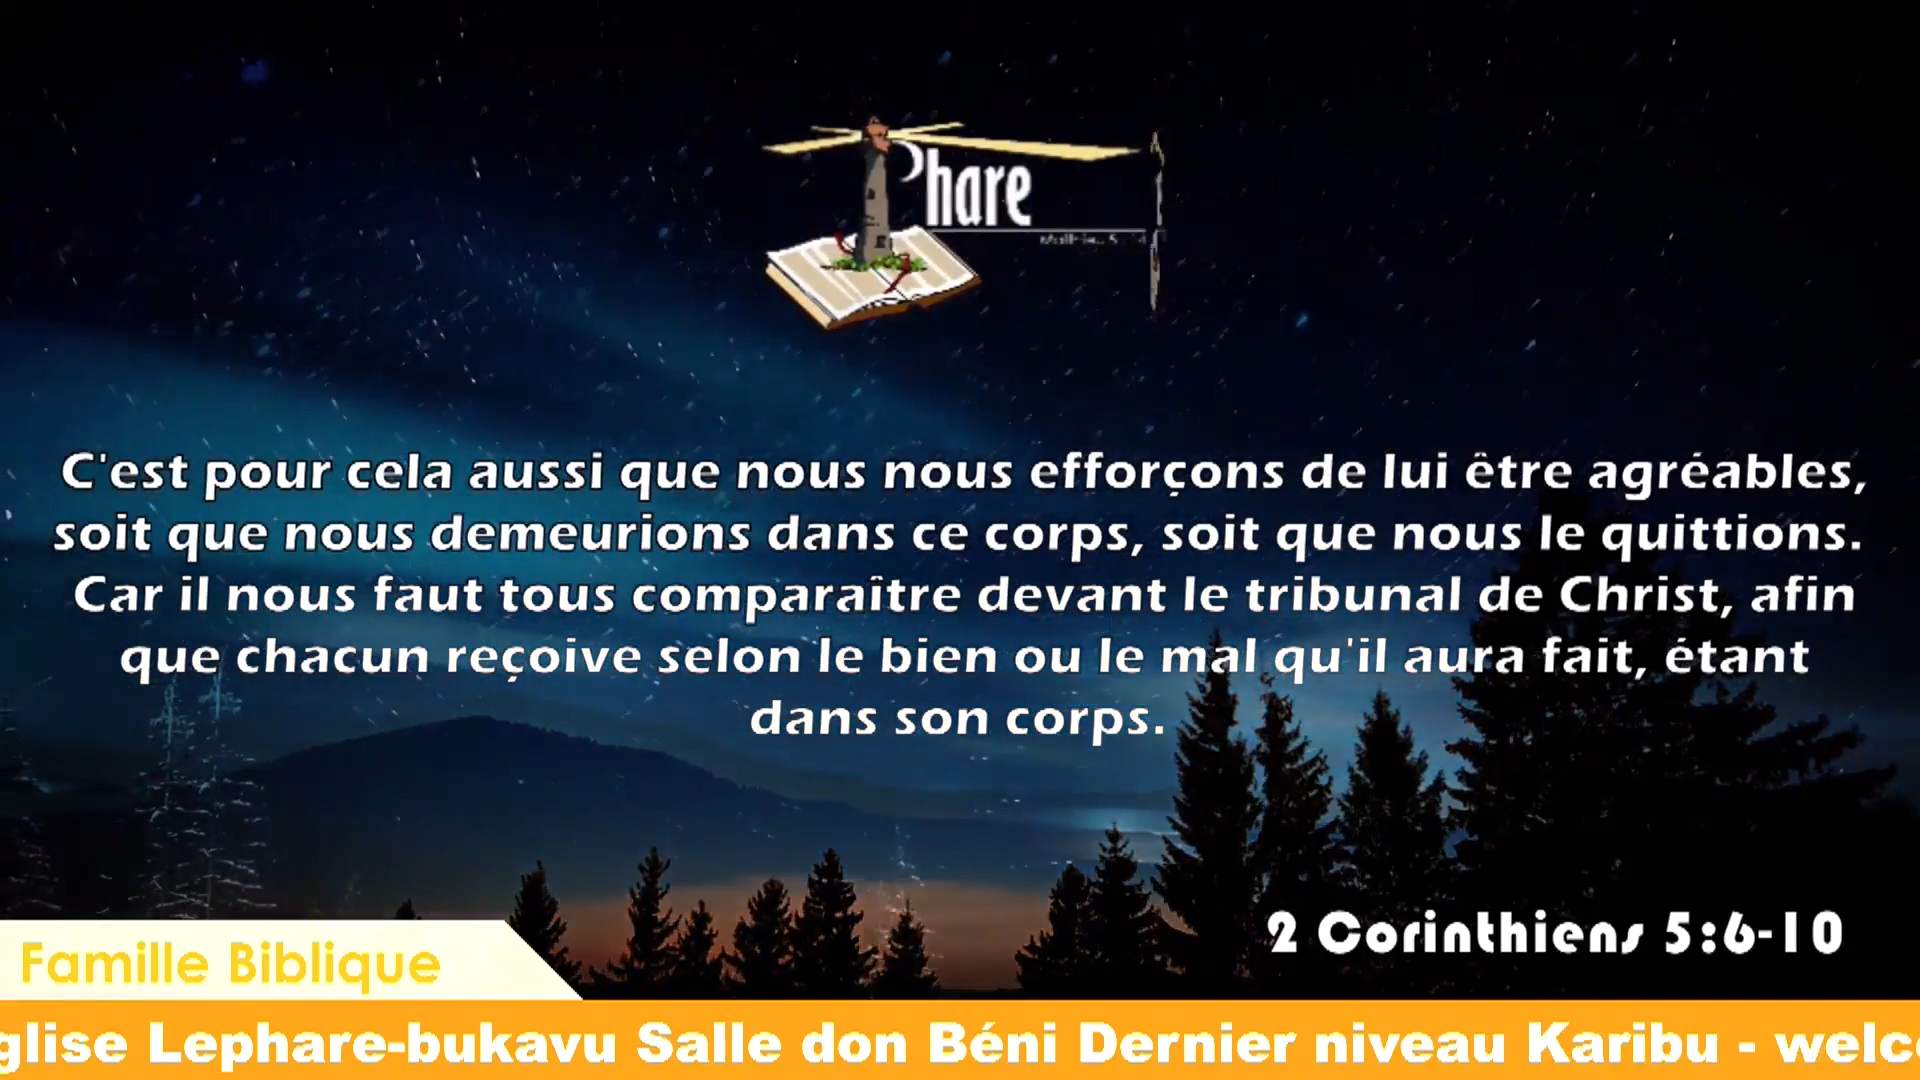 Phare
C'est pour cela aussi que nous nous efforçons de lui être agréables,
soit que nous demeurions dans ce corps, soit que nous le quittions.
Car il nous faut tous comparaître devant le tribunal de Christ, afin
que chacun reçoive selon le bien ou le mal qu'il aura fait, étant
dans son corps.
2 Corinthiens 5:6-10
Famille Biblique
glise Lephare-bukavu Salle don Béni Dernier niveau Karibu - welc